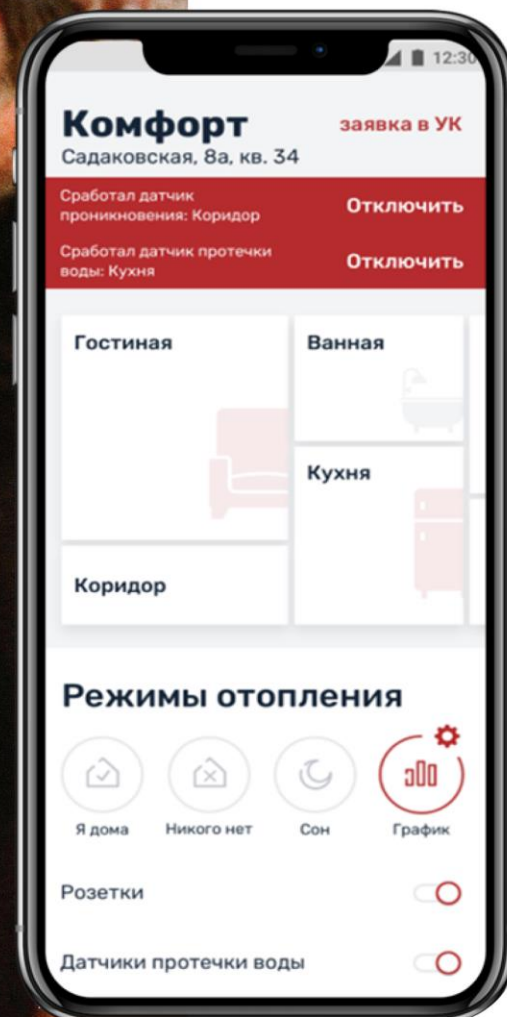 12:30
Комфорт
заявка в УК
Садаковская, 8а, кв. 34
Сработал датчик
проникновения: Коридор
Отключить
Сработал датчик протечки
воды: Кухня
Отключить
Гостиная
Ванная
Кухня
Коридор
Режимы отопления
Я дома
Никого нет
Сон
График
Розетки
Датчики протечки воды